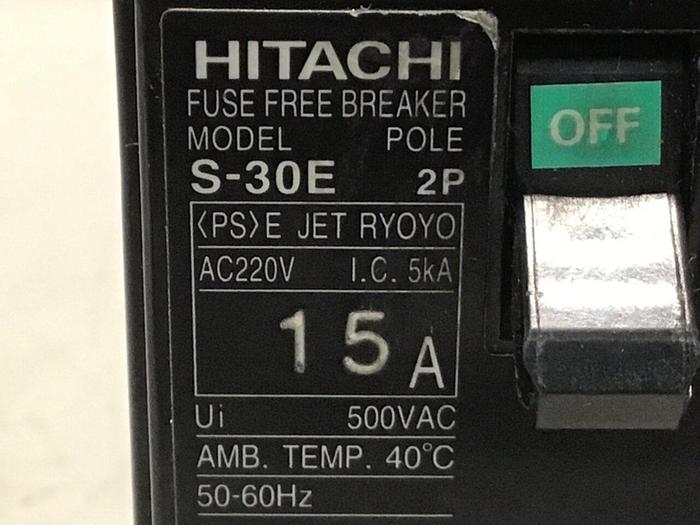 HITACHI
FUSE FREE BREAKER
MODEL POLE
S-30E 2P
〈PS〉E JET RYOYO
AC220V I.C. 5kA
15A
Ui 500VAC
AMB. TEMP. 40°C
50-60Hz
OFF